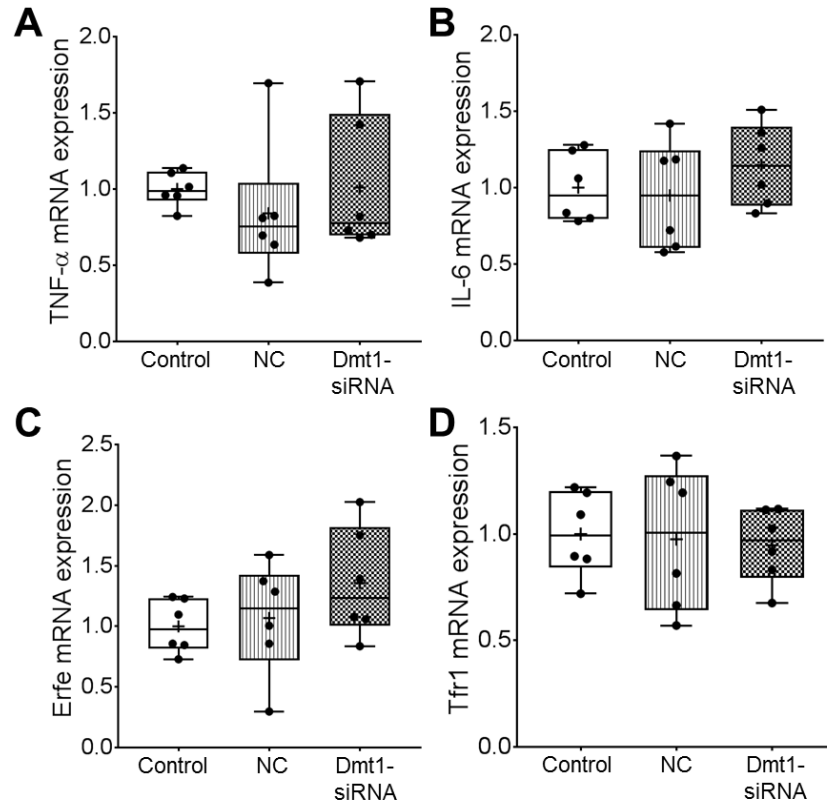 A
TNF-α mRNA expression
2.0
1.5
1.0
0.5
0.0
Control
NC
Dmt1-
siRNA
B
IL-6 mRNA expression
2.0
1.5
1.0
0.5
0.0
Control
NC
Dmt1-
siRNA
C
Erfe mRNA expression
2.5
2.0
1.5
1.0
0.5
0.0
Control
NC
Dmt1-
siRNA
D
Tfr1 mRNA expression
1.5
1.0
0.5
0.0
Control
NC
Dmt1-
siRNA